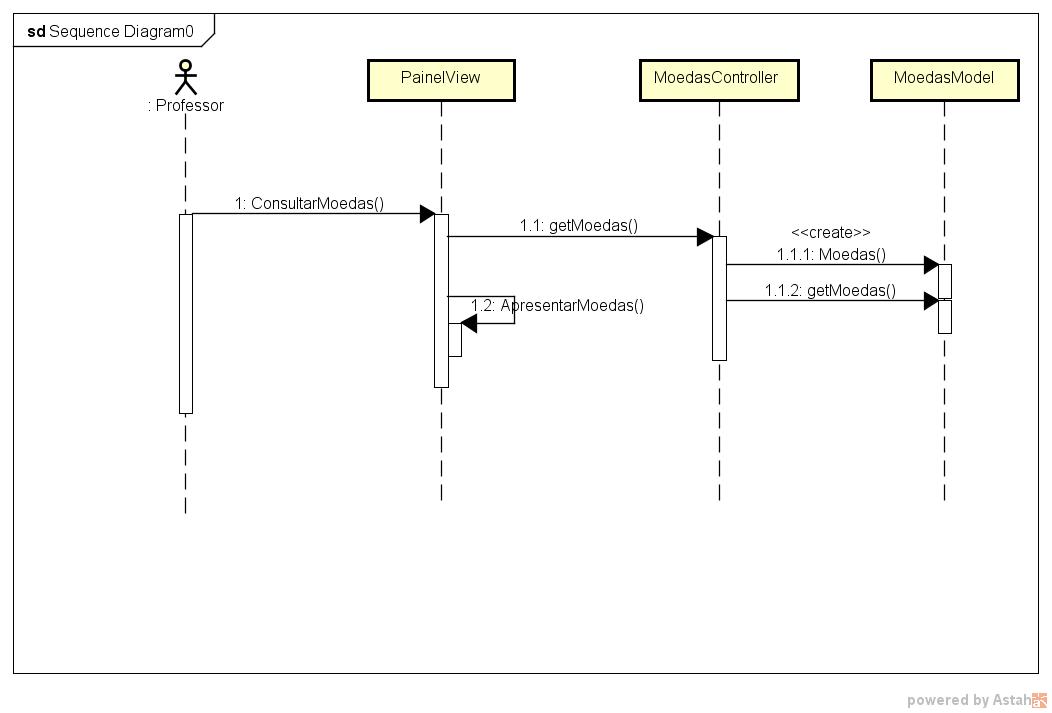 sd Sequence Diagram0
: Professor
PainelView
MoedasController
MoedasModel
1: ConsultarMoedas()
1.1: getMoedas()
<<create>>
1.1.1: Moedas()
1.1.2: getMoedas()
1.2: ApresentarMoedas()
powered by Astah